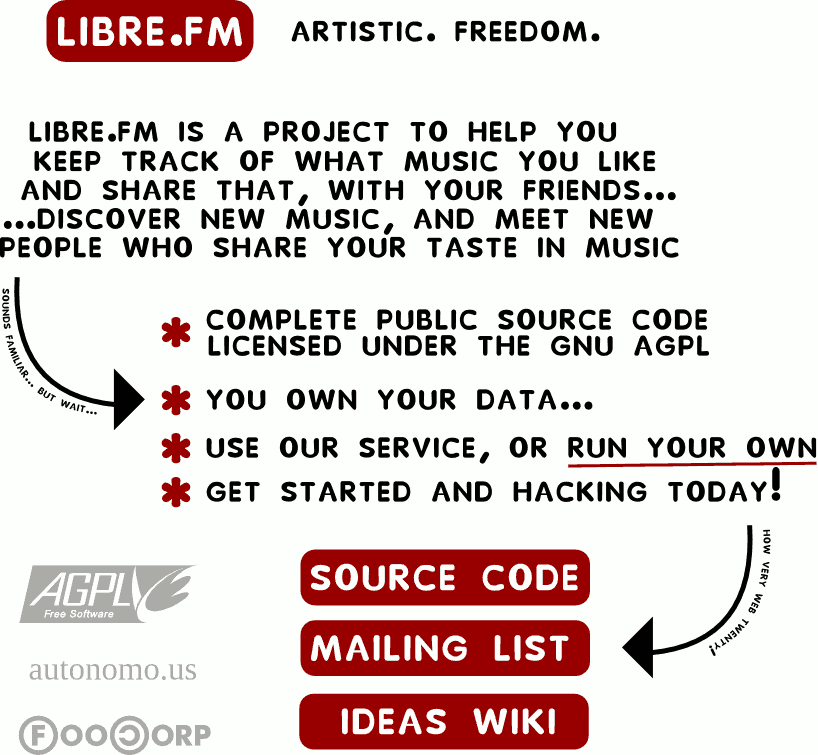 LIBRE.FM ARTISTIC. FREEDOM.
LIBRE.FM IS A PROJECT TO HELP YOU
KEEP TRACK OF WHAT MUSIC YOU LIKE
AND SHARE THAT, WITH YOUR FRIENDS...
...DISCOVER NEW MUSIC, AND MEET NEW
PEOPLE WHO SHARE YOUR TASTE IN MUSIC
SOUNDS FAMILIAR... BUT WAIT...
* COMPLETE PUBLIC SOURCE CODE
LICENSED UNDER THE GNU AGPL
* YOU OWN YOUR DATA...
* USE OUR SERVICE, OR RUN YOUR OWN
* GET STARTED AND HACKING TODAY!
HOW VERY WEB TWENTY!
SOURCE CODE
MAILING LIST
IDEAS WIKI
AGPLV3
Free Software
autonomo.us
FOOCORP